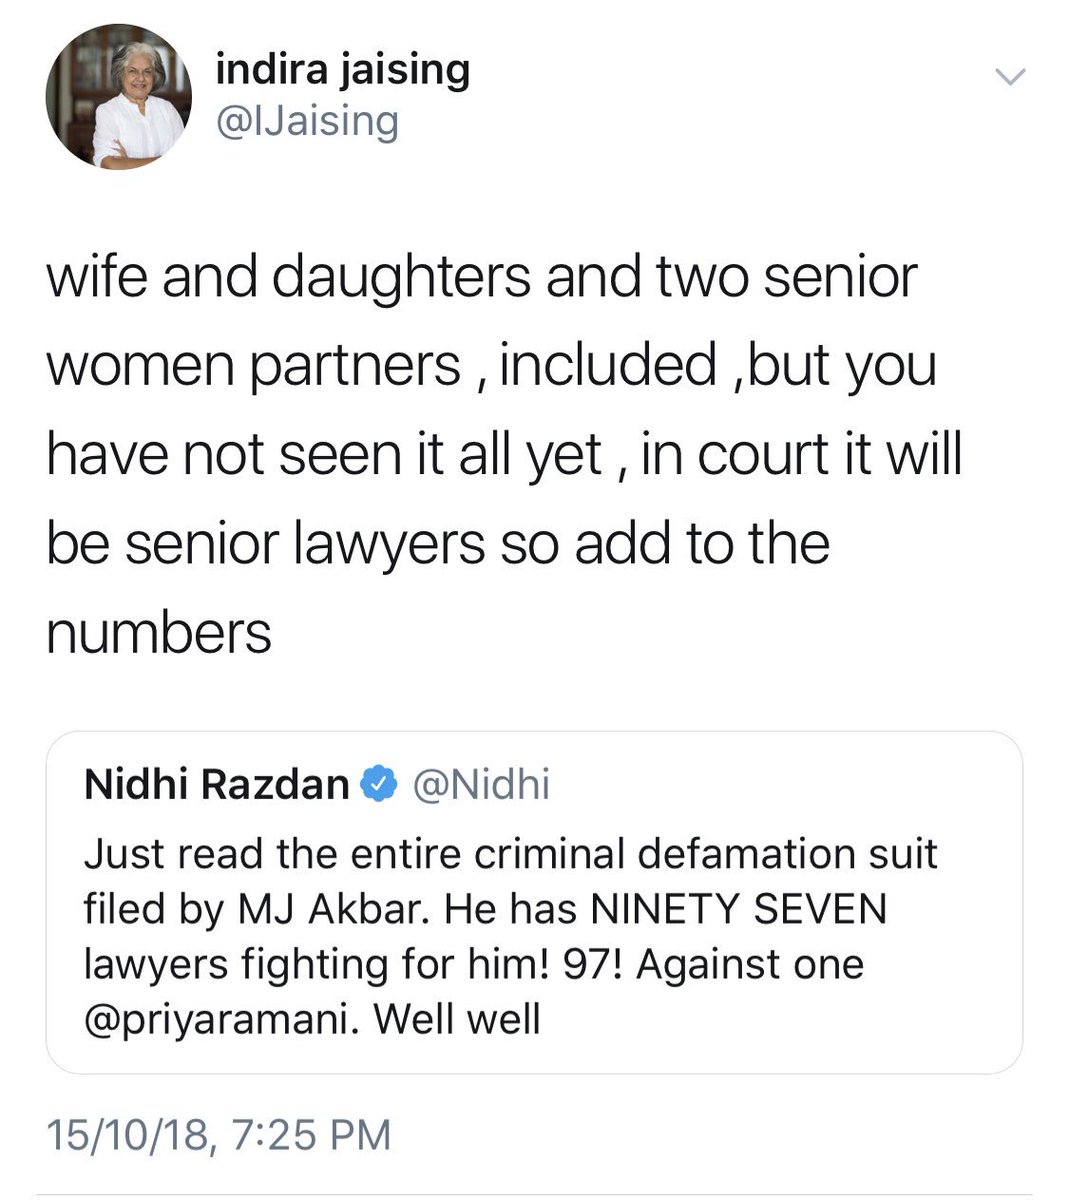 indira jaising
@IJaising
wife and daughters and two senior
women partners , included ,but you
have not seen it all yet , in court it will
be senior lawyers so add to the
numbers
Nidhi Razdan @Nidhi
Just read the entire criminal defamation suit
filed by MJ Akbar. He has NINETY SEVEN
lawyers fighting for him! 97! Against one
@priyaramani. Well well
15/10/18, 7:25 PM